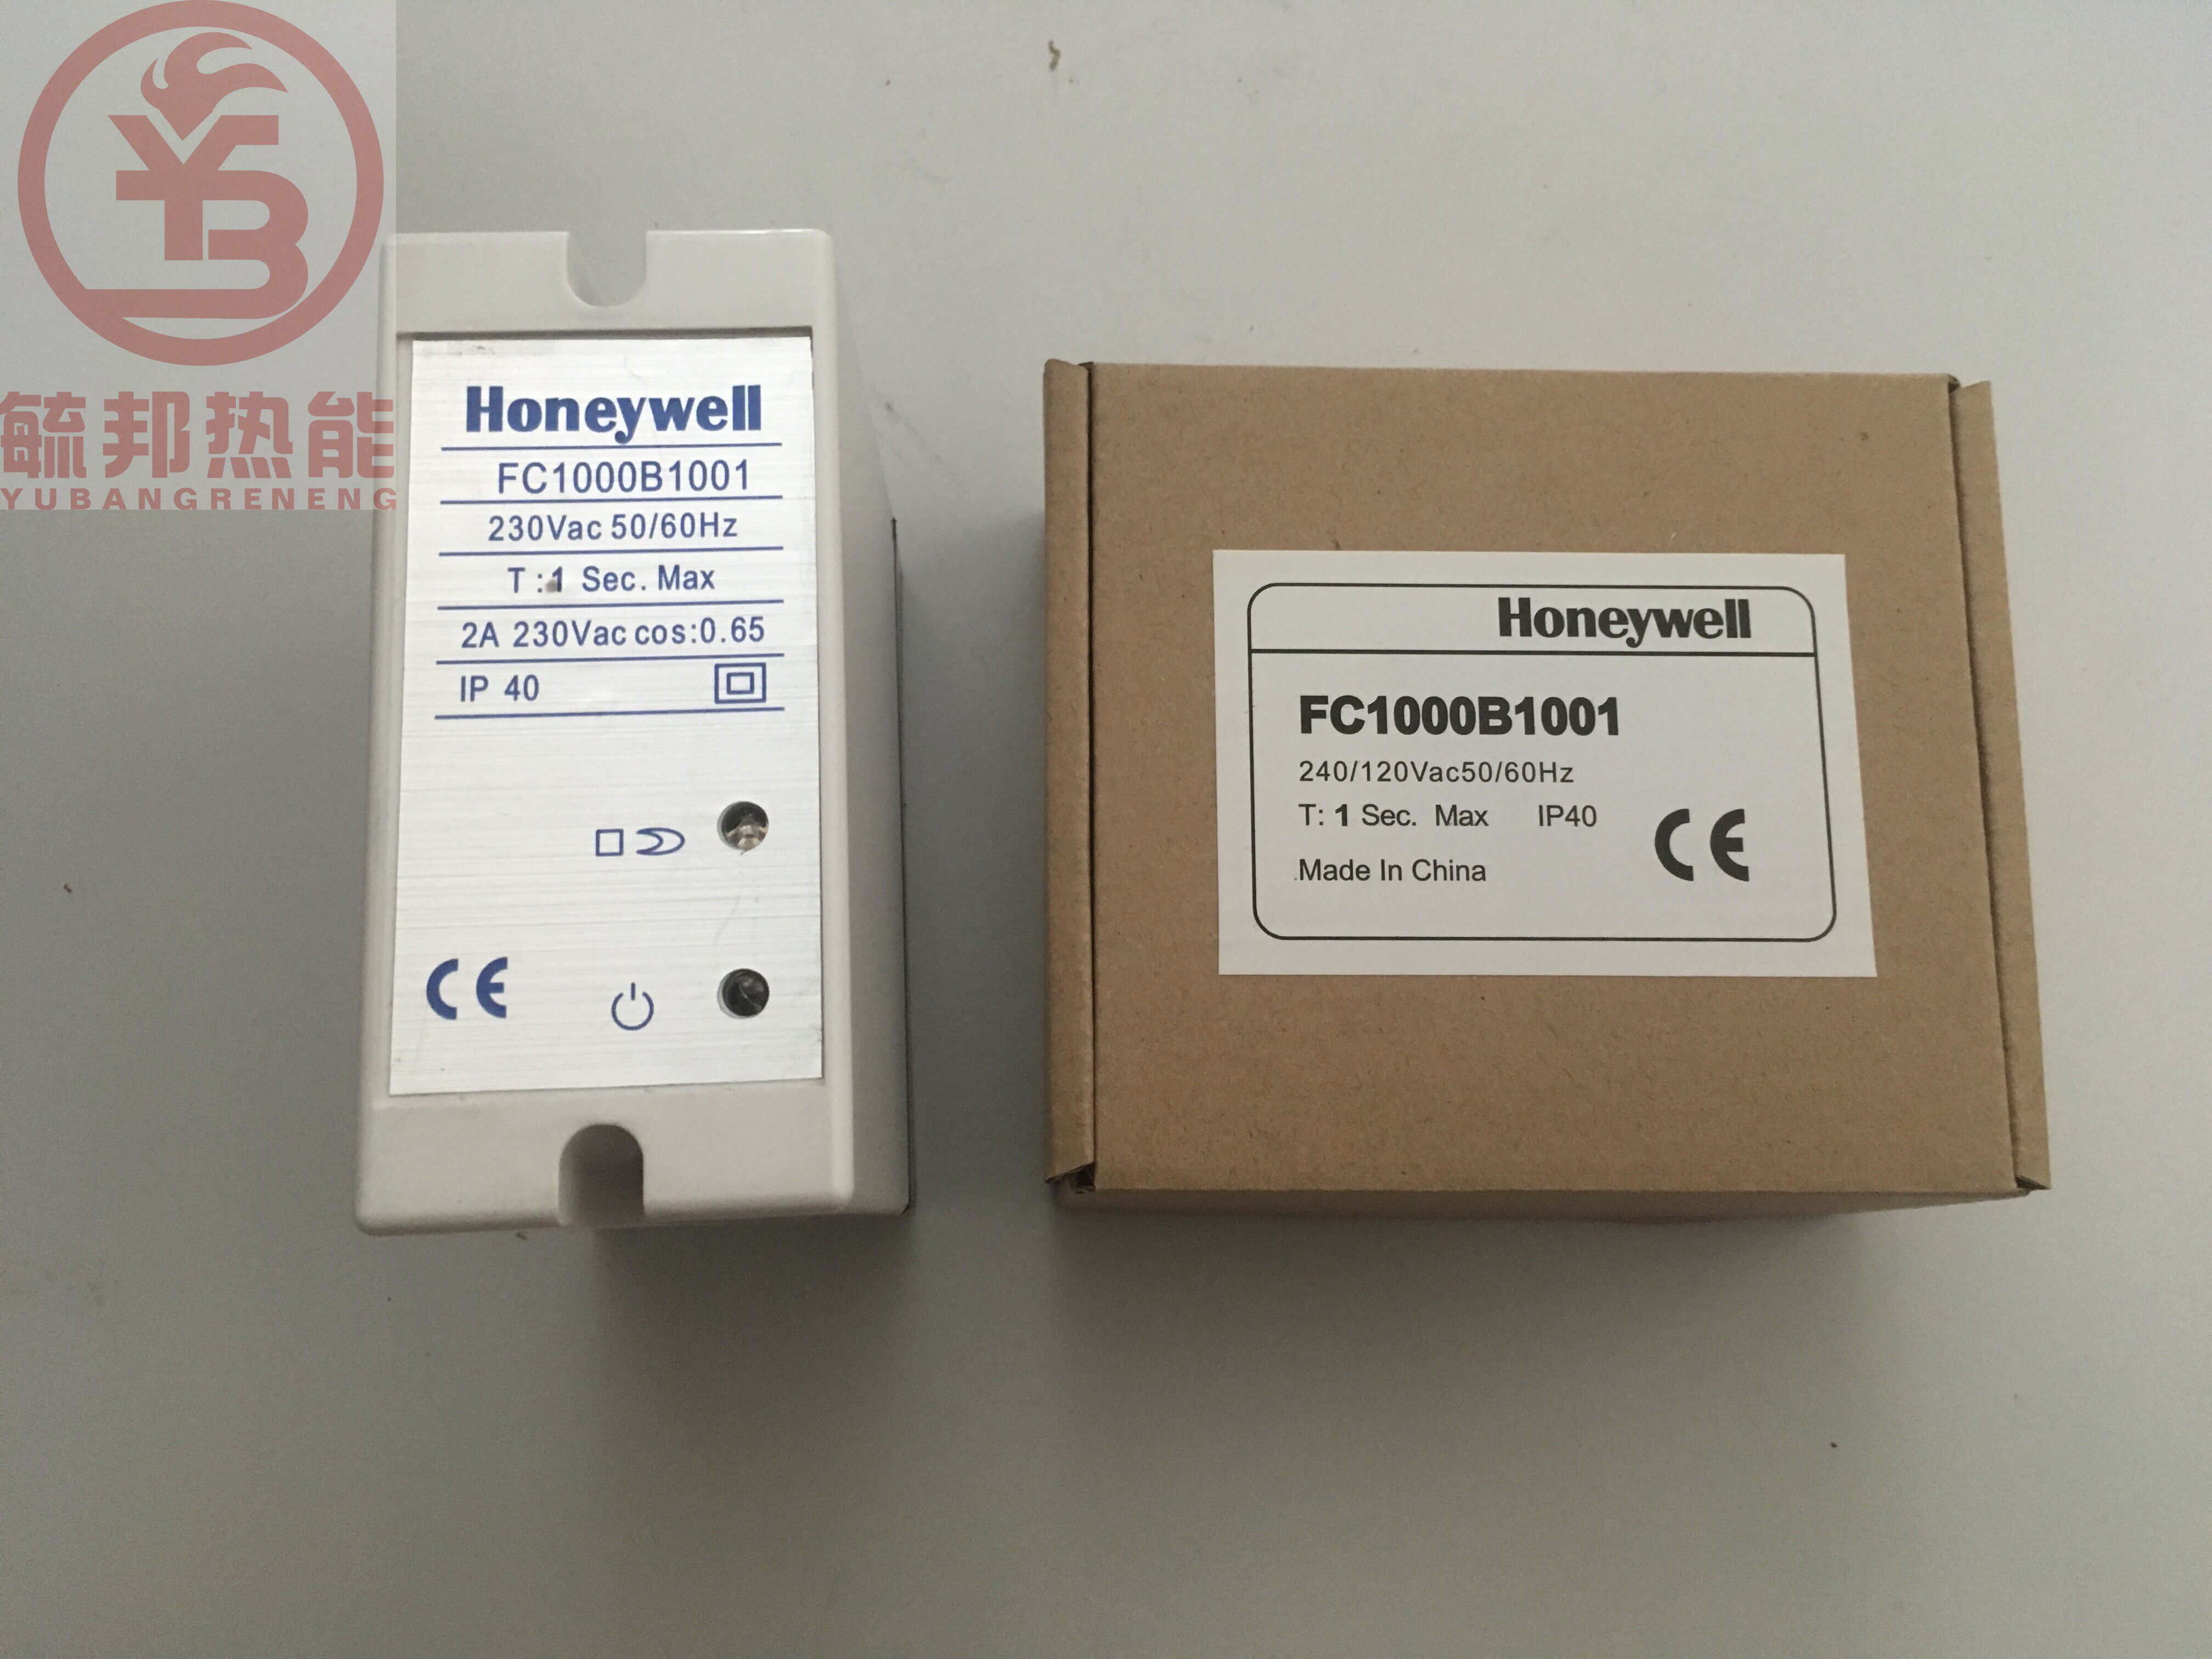 YB
毓邦热能
YUBANGRENENG
Honeywell
FC1000B1001
230Vac 50/60Hz
T :1 Sec. Max
2A 230Vac cos:0.65
IP 40
CE
Honeywell
FC1000B1001
240/120Vac50/60Hz
T: 1 Sec. Max IP40
Made In China
CE